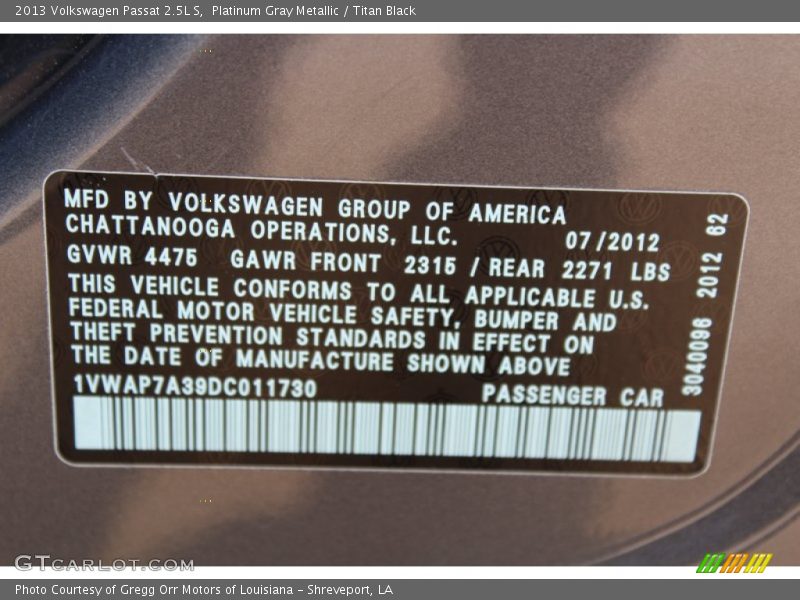 2013 Volkswagen Passat 2.5L S, Platinum Gray Metallic / Titan Black
MFD BY VOLKSWAGEN GROUP OF AMERICA
CHATTANOOGA OPERATIONS, LLC. 07/2012
GVWR 4475 GAWR FRONT 2315 / REAR 2271 LBS
THIS VEHICLE CONFORMS TO ALL APPLICABLE U.S.
FEDERAL MOTOR VEHICLE SAFETY, BUMPER AND
THEFT PREVENTION STANDARDS IN EFFECT ON
THE DATE OF MANUFACTURE SHOWN ABOVE
1VWAP7A39DC011730 PASSENGER CAR
3040096 2012 62
GTCARLOT.COM
Photo Courtesy of Gregg Orr Motors of Louisiana - Shreveport, LA